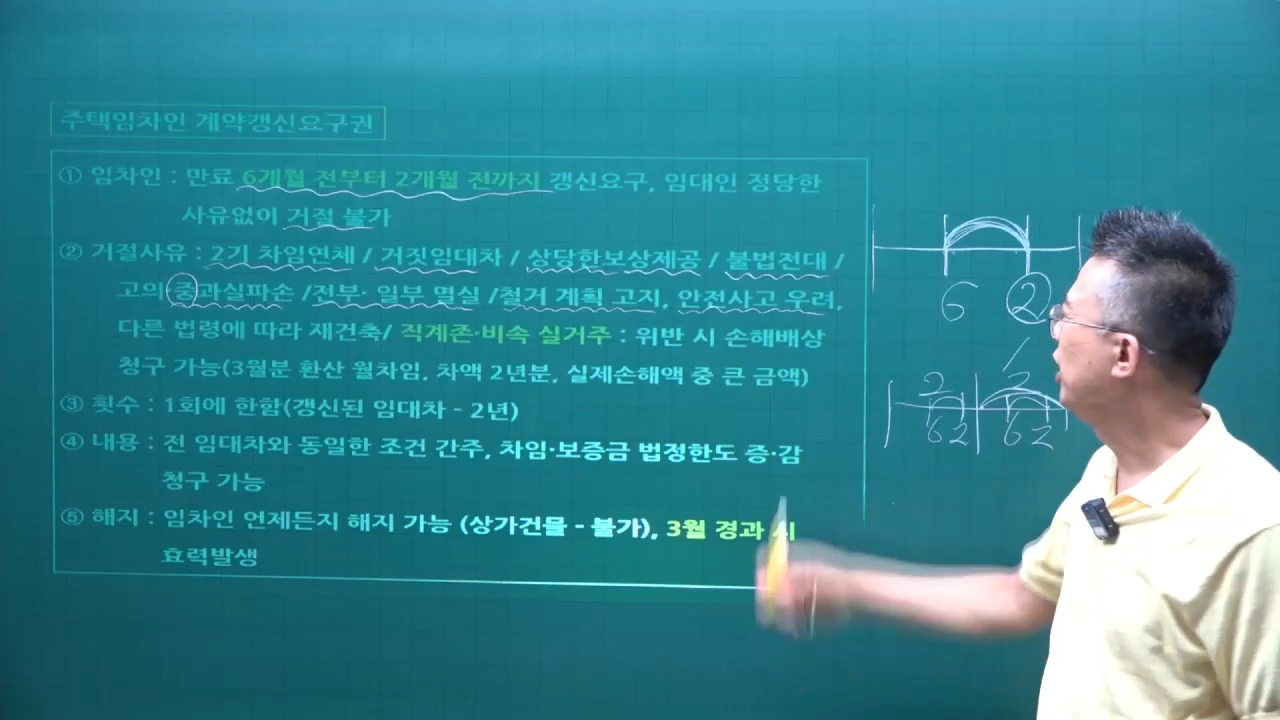 주택임차인 계약갱신요구권
① 임차인 : 만료 6개월 전부터 2개월 전까지 갱신요구, 임대인 정당한
사유없이 거절 불가
② 거절사유 : 2기 차임연체 / 거짓임대차 / 상당한보상제공 / 불법전대 /
고의 중과실파손 /전부· 일부 멸실 /철거 계획 고지, 안전사고 우려,
다른 법령에 따라 재건축/ 직계존·비속 실거주 : 위반 시 손해배상
청구 가능(3월분 환산 월차임, 차액 2년분, 실제손해액 중 큰 금액)
③ 횟수 : 1회에 한함(갱신된 임대차 - 2년)
④ 내용 : 전 임대차와 동일한 조건 간주, 차임·보증금 법정한도 증·감
청구 가능
⑤ 해지 : 임차인 언제든지 해지 가능 (상가건물 - 불가), 3월 경과 시
효력발생
6 2
2 2
6 2 6 2